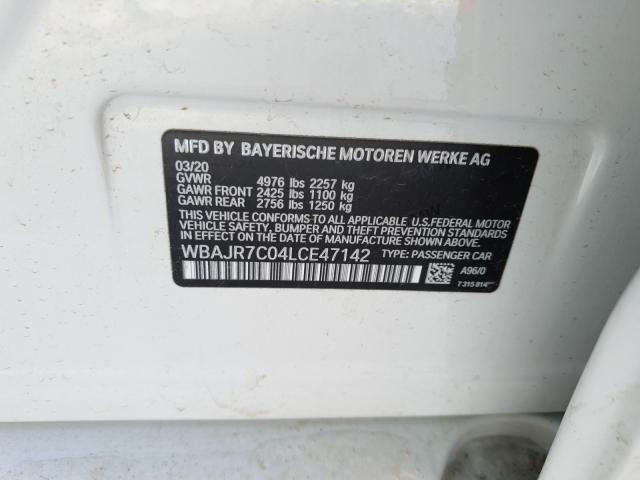 MFD BY BAYERISCHE MOTOREN WERKE AG
03/20
GVWR 4976 lbs 2257 kg
GAWR FRONT 2425 lbs 1100 kg
GAWR REAR 2756 lbs 1250 kg
THIS VEHICLE CONFORMS TO ALL APPLICABLE U.S. FEDERAL MOTOR
VEHICLE SAFETY, BUMPER AND THEFT PREVENTION STANDARDS
IN EFFECT ON THE DATE OF MANUFACTURE SHOWN ABOVE.
WBAJR7C04LCE47142 TYPE: PASSENGER CAR
A96/0
7 315 814